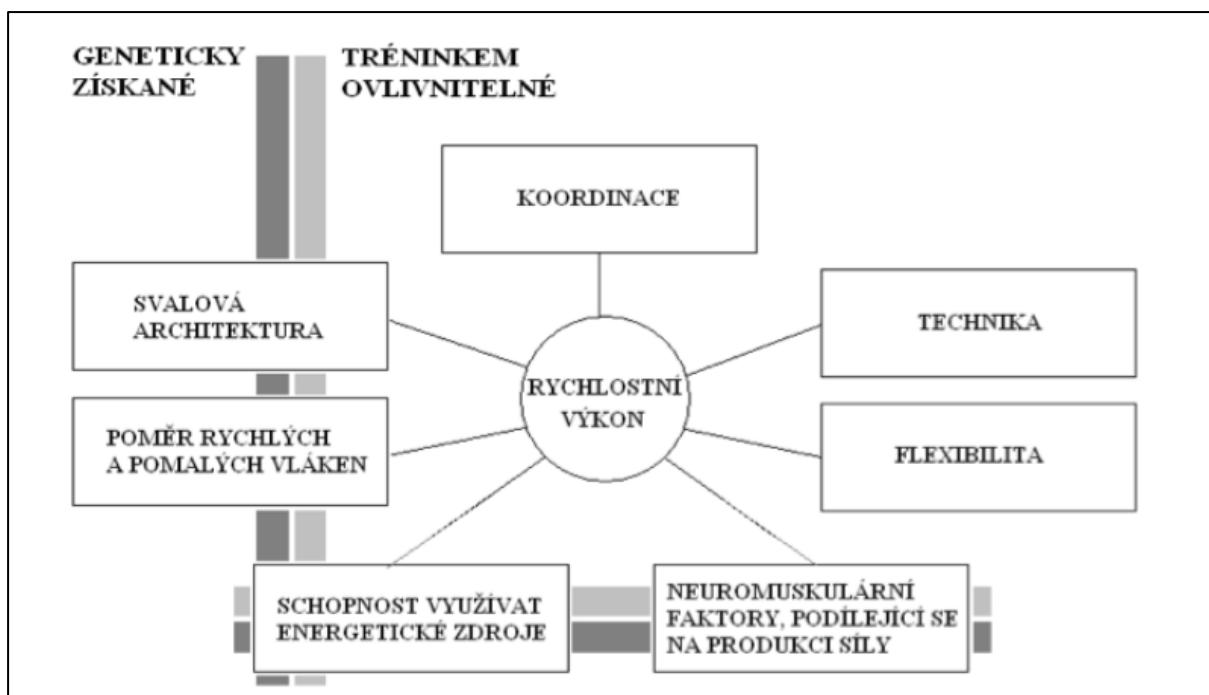 GENETICKY
ZÍSKANÉ
TRÉNINKEM
OVLIVNITELNÉ
KOORDINACE
SVALOVÁ
ARCHITEKTURA
TECHNIKA
RYCHLOSTNÍ
VÝKON
POMĚR RYCHLÝCH
A POMALÝCH VLÁKEN
FLEXIBILITA
SCHOPNOST VYUŽÍVAT
ENERGETICKÉ ZDROJE
NEUROMUSKULÁRNÍ
FAKTORY, PODÍLEJÍCÍ SE
NA PRODUKCI SÍLY